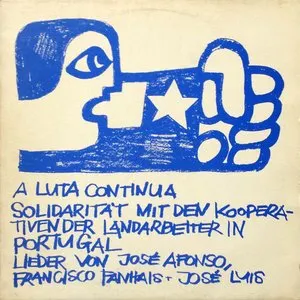 A LUTA CONTINUA
SOLIDARITÄT MIT DEN KOOPERA-
TIVEN DER LANDARBEITER IN
PORTUGAL
LIEDER VON JOSÉ AFONSO,
FRANCISCO FANHAIS + JOSÉ LUIS